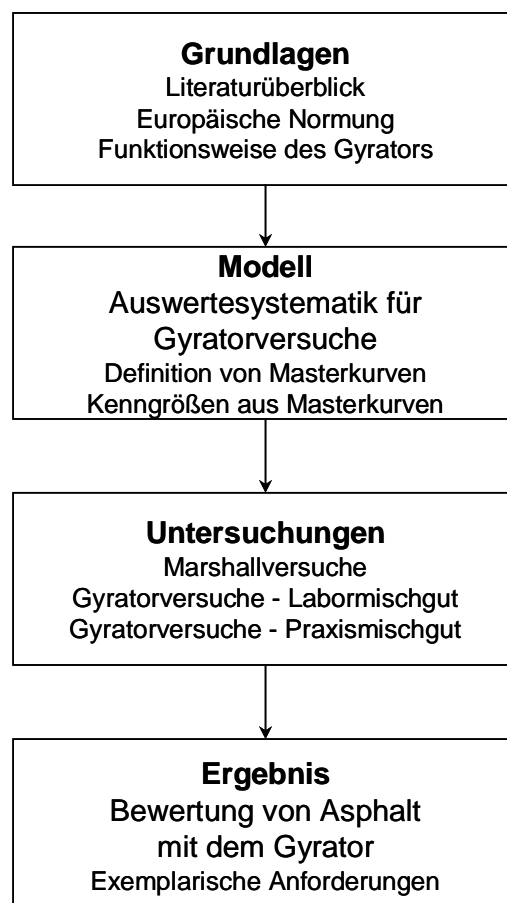 Grundlagen
Literaturüberblick
Europäische Normung
Funktionsweise des Gyrators
Modell
Auswertesystematik für
Gyratorversuche
Definition von Masterkurven
Kenngrößen aus Masterkurven
Untersuchungen
Marshallversuche
Gyratorversuche - Labormischgut
Gyratorversuche - Praxismischgut
Ergebnis
Bewertung von Asphalt
mit dem Gyrator
Exemplarische Anforderungen